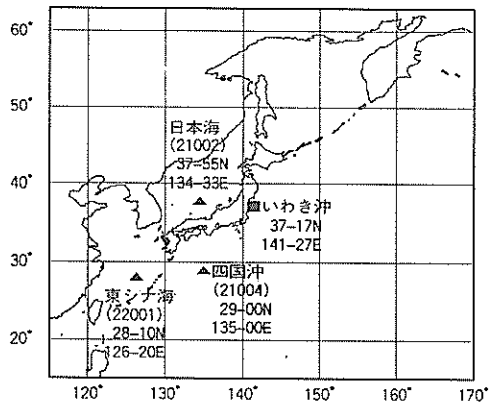 60°
50°
40°
30°
20°
日本海
(21002)
37-55N
134-33E
いわき沖
37-17N
141-27E
四国沖
(21004)
29-00N
135-00E
東シナ海
(22001)
28-10N
126-20E
120° 130° 140° 150° 160° 170°